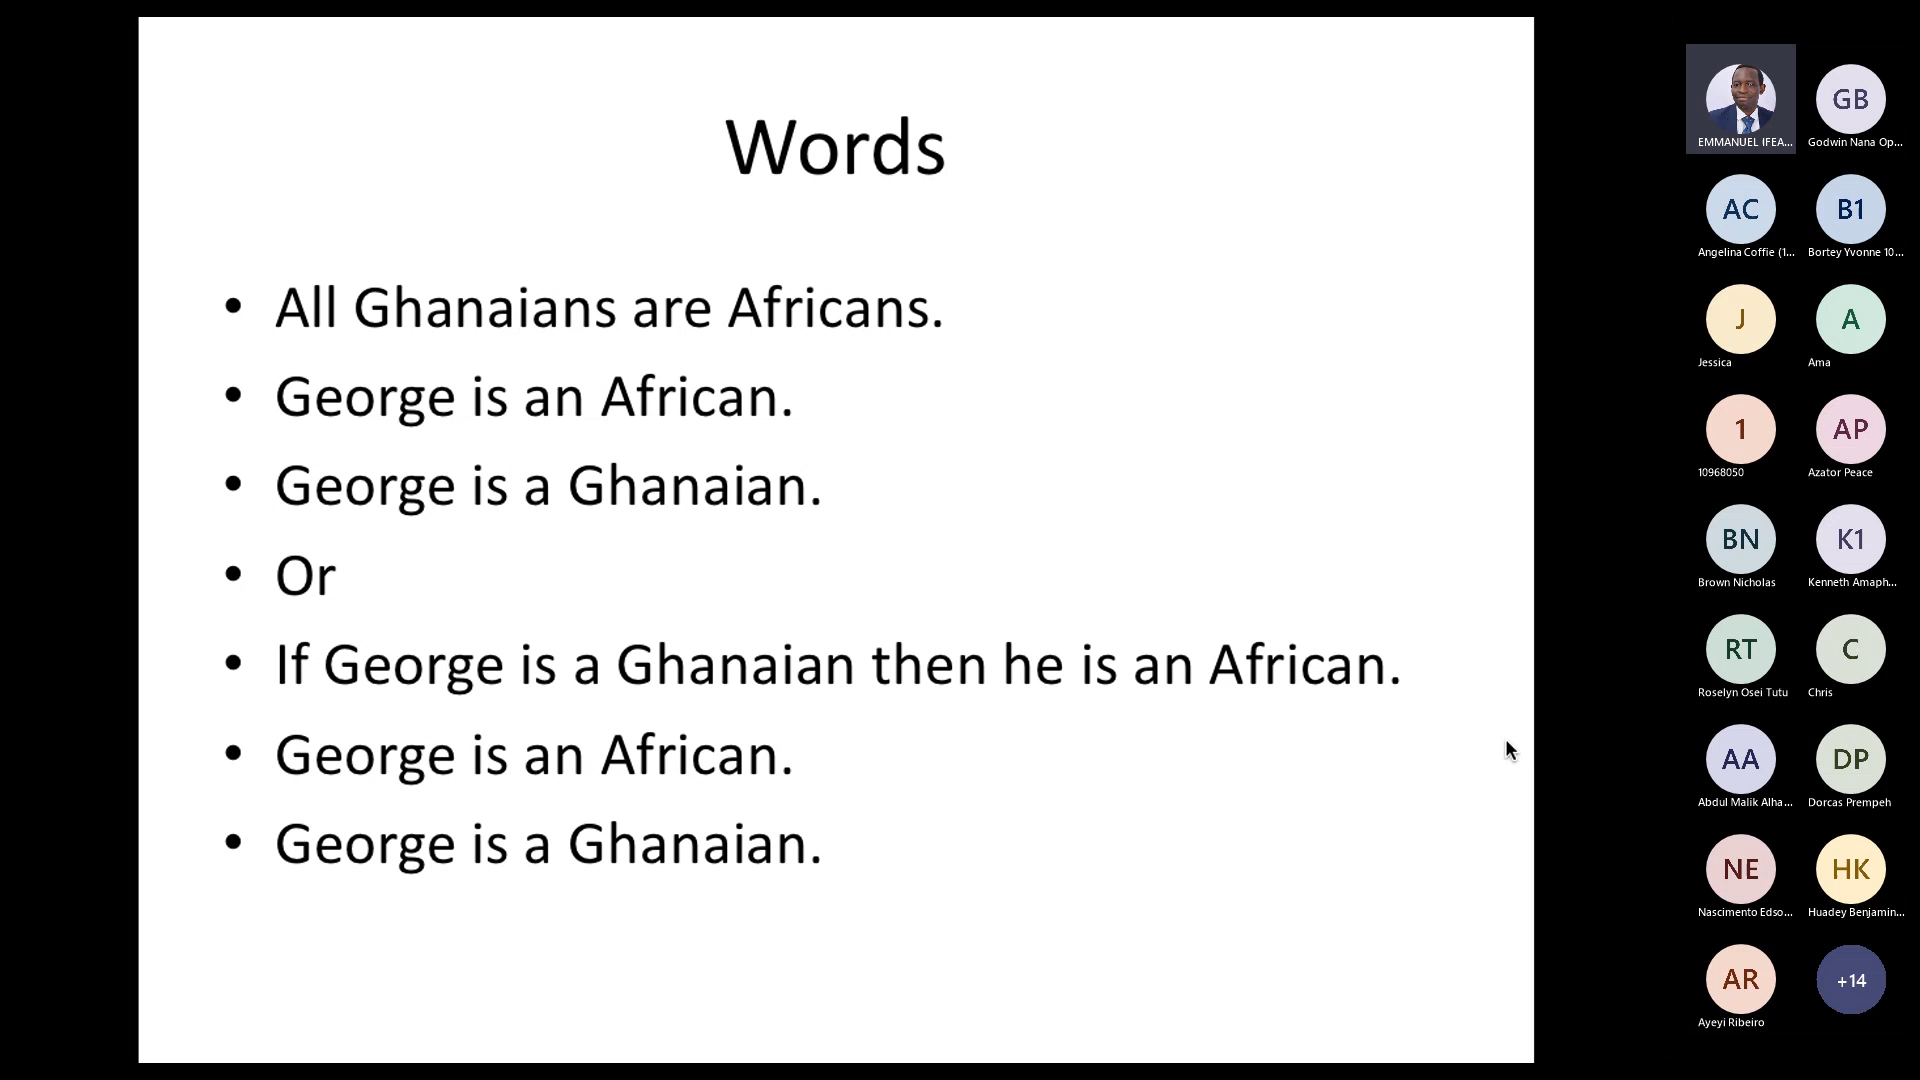 Words
• All Ghanaians are Africans.
• George is an African.
• George is a Ghanaian.
• Or
• If George is a Ghanaian then he is an African.
• George is an African.
• George is a Ghanaian.
EMMANUEL IFEA...
GB
Godwin Nana Op...
AC
Angelina Coffie (1...
B1
Bortey Yvonne 10...
J
Jessica
A
Ama
1
10968050
AP
Azator Peace
BN
Brown Nicholas
K1
Kenneth Amaph...
RT
Roselyn Osei Tutu
C
Chris
AA
Abdul Malik Alha...
DP
Dorcas Prempeh
NE
Nascimento Edso...
HK
Huadey Benjamin...
AR
Ayeyi Ribeiro
+14